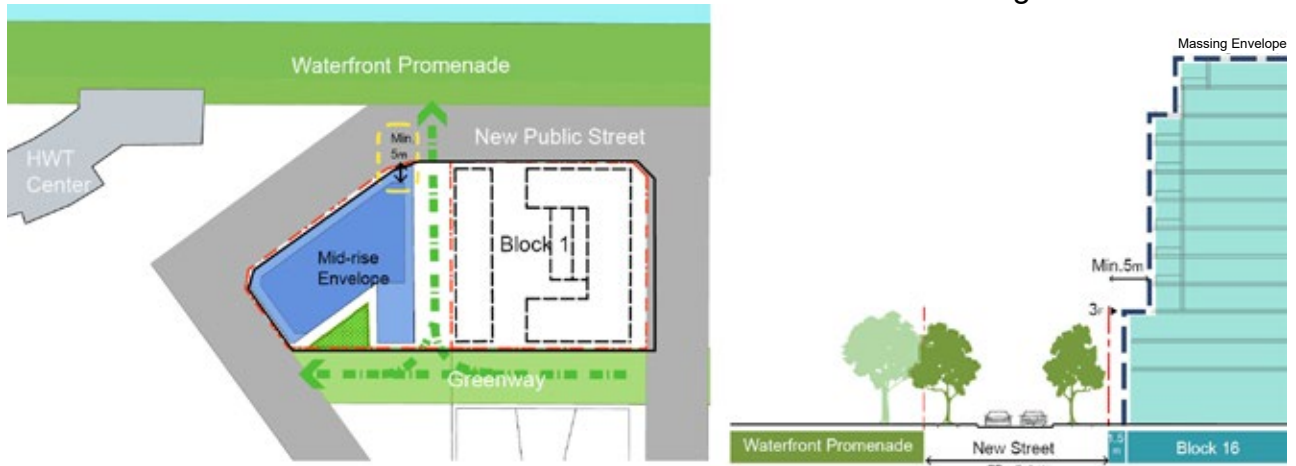 Waterfront Promenade
HWT
Center
Min.
5m
New Public Street
Mid-rise
Envelope
Block 1
Greenway
Massing Envelope
Min.5m
3F
Waterfront Promenade
New Street
1.5
m
Block 16